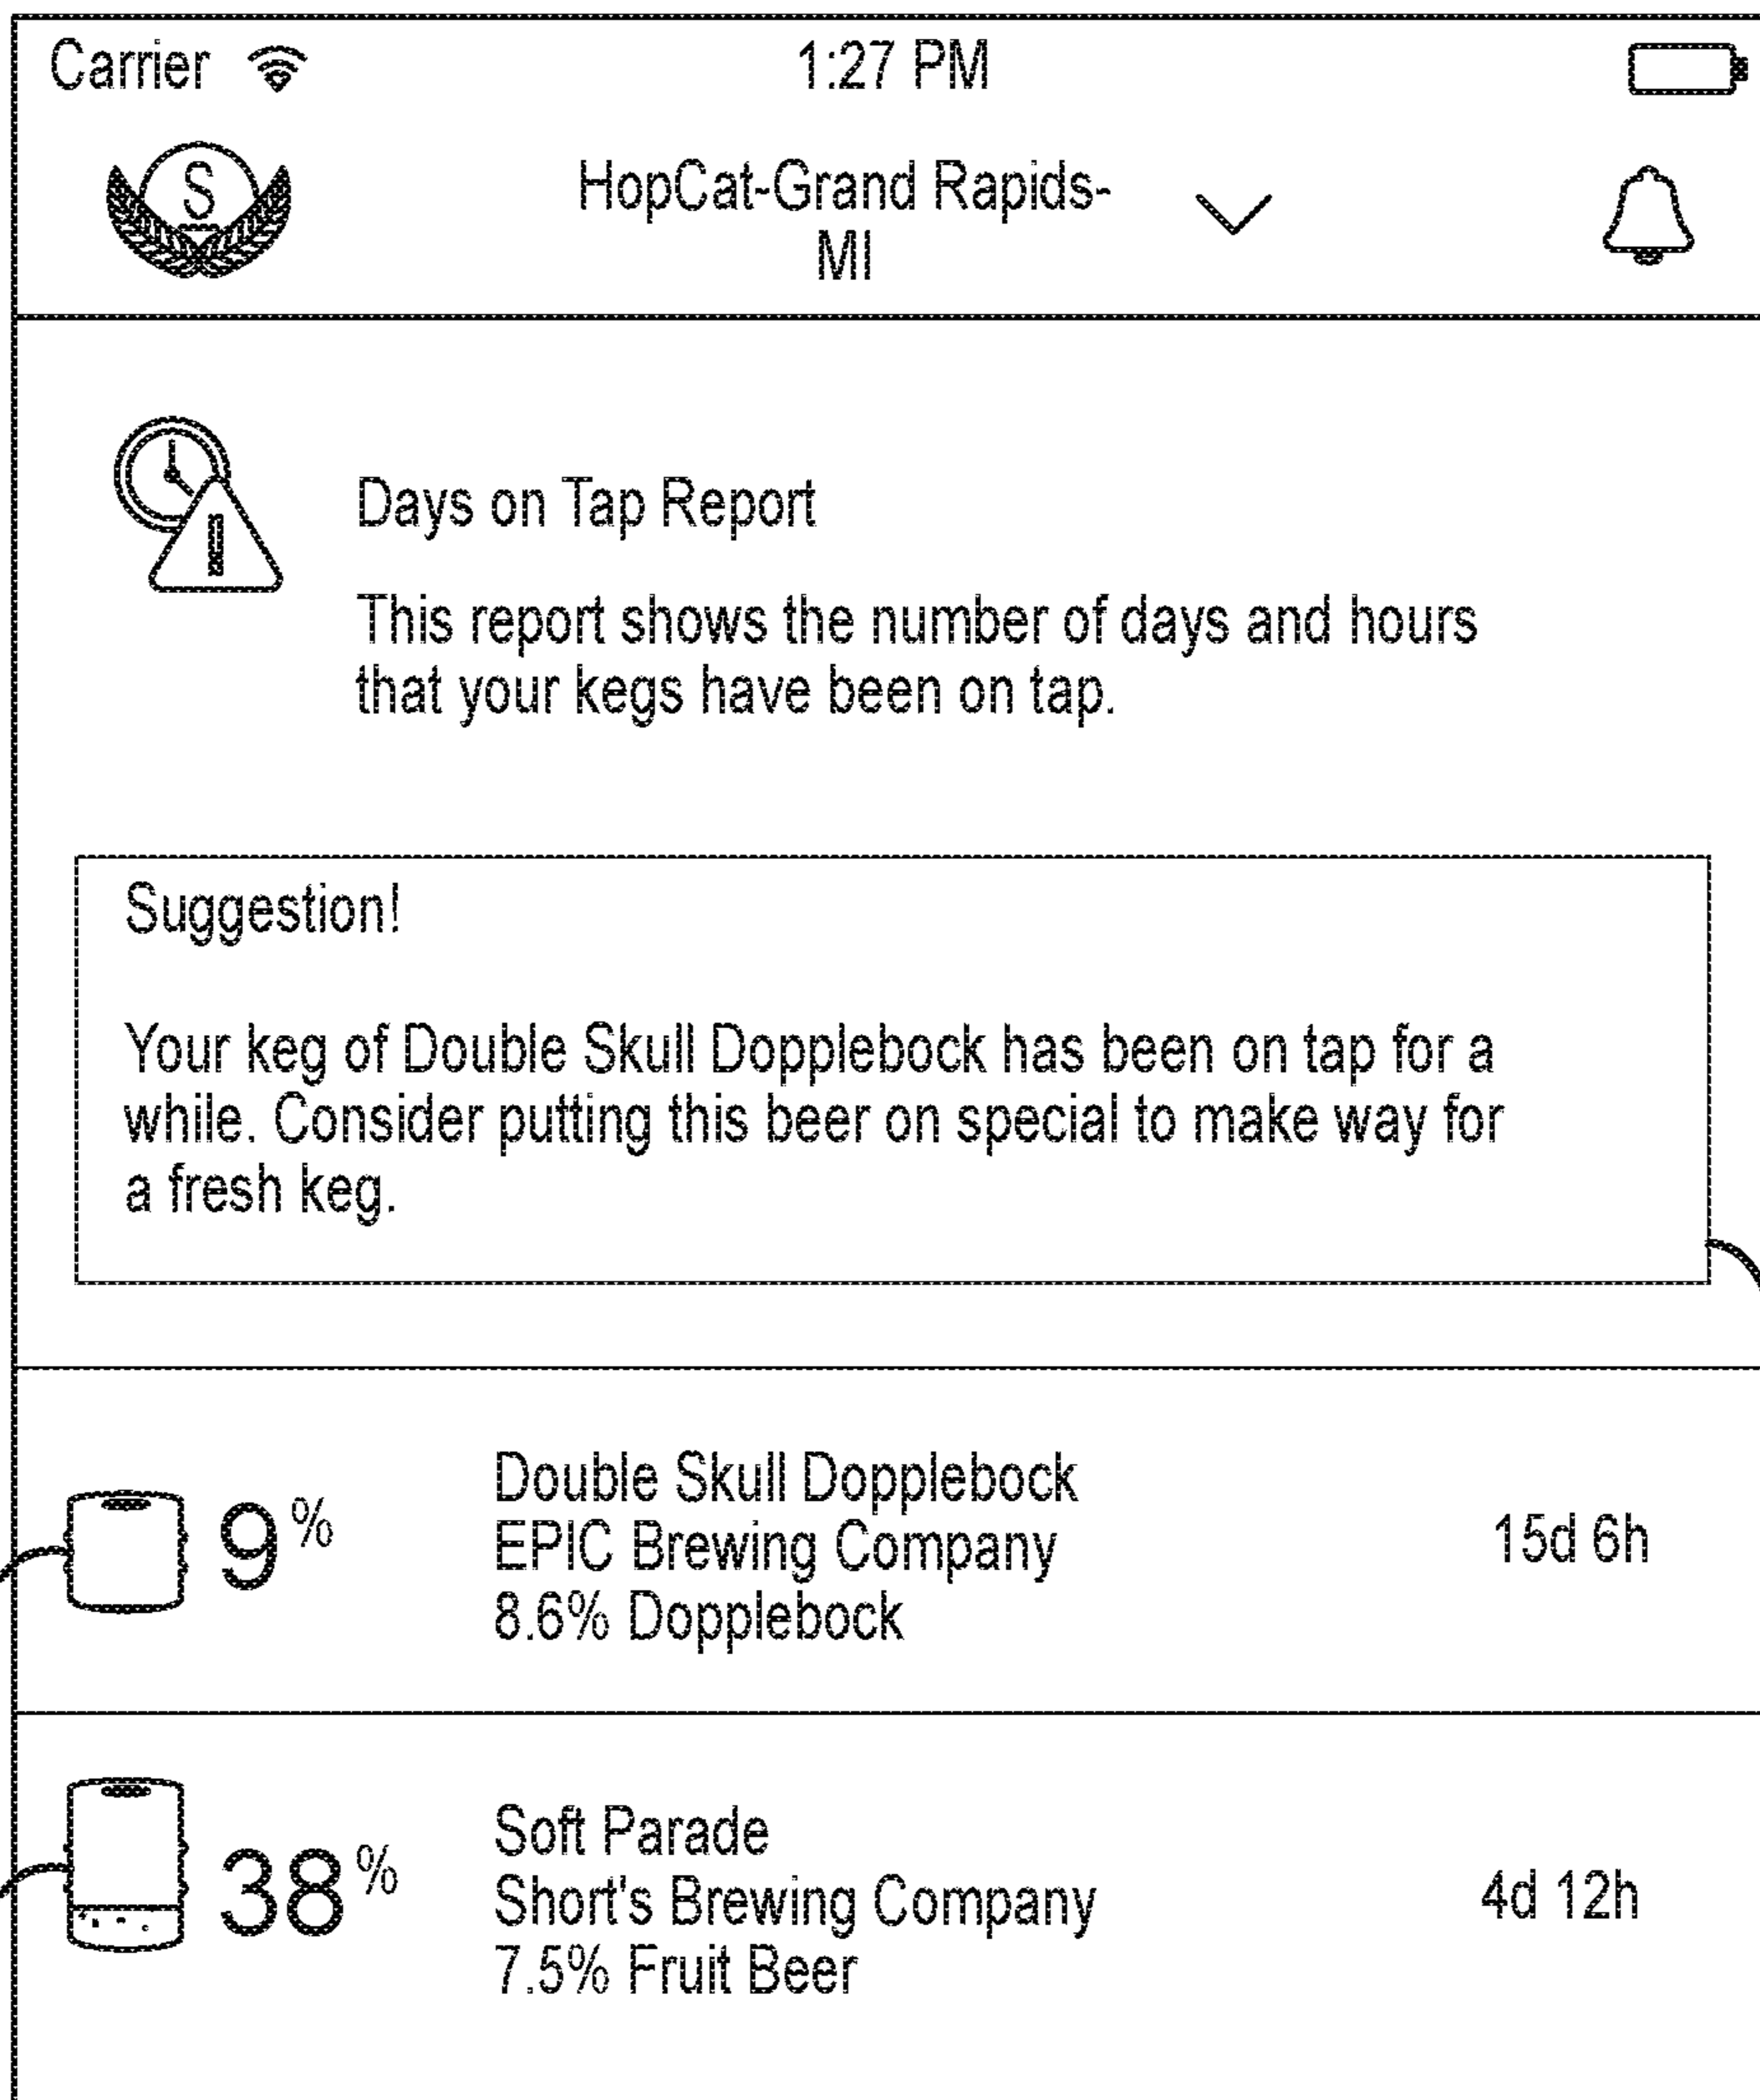 Carrier 1:27 PM
S
HopCat-Grand Rapids-
MI
Days on Tap Report
This report shows the number of days and hours
that your kegs have been on tap.
Suggestion!
Your keg of Double Skull Dopplebock has been on tap for a
while. Consider putting this beer on special to make way for
a fresh keg.
9%
Double Skull Dopplebock
EPIC Brewing Company
8.6% Dopplebock
15d 6h
38%
Soft Parade
Short's Brewing Company
7.5% Fruit Beer
4d 12h